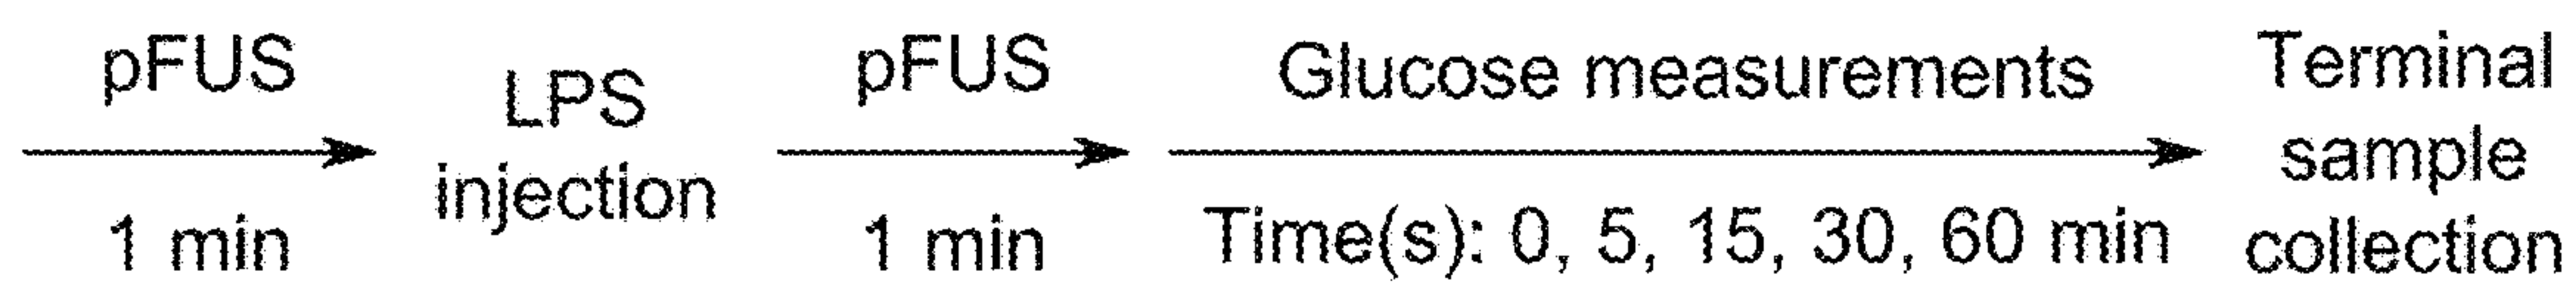 pFUS
1 min
LPS
injection
pFUS
1 min
Glucose measurements
Time(s): 0, 5, 15, 30, 60 min
Terminal
sample
collection